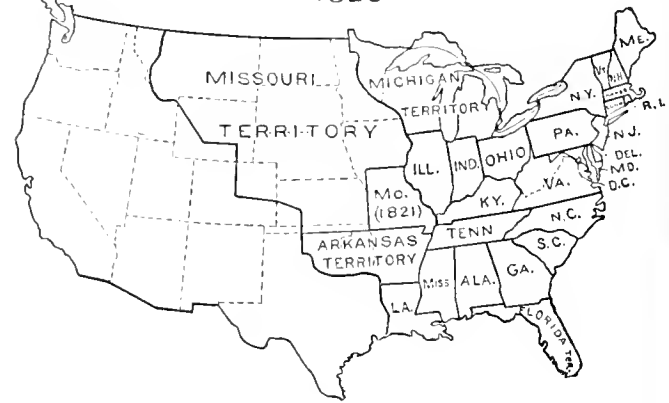 ME.
VT.
N.H.
MISSOURI
TERRITORY
MICHIGAN
TERRITORY
N.Y.
R.I.
PA.
N.J.
DEL.
MD.
D.C.
ILL.
IND.
OHIO
VA.
MO.
(1821)
KY.
N.C.
TENN
ARKANSAS
TERRITORY
S.C.
MISS
ALA.
GA.
LA.
FLORIDA TER.